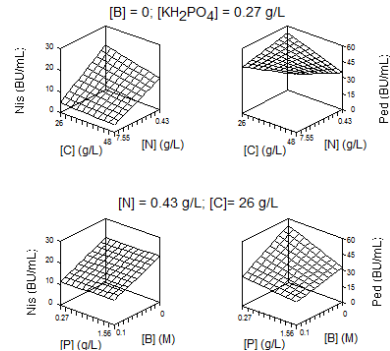 [B] = 0; [KH2PO4] = 0.27 g/L
Nis (BU/mL)
30
20
10
0
26
48
7.55
0.43
[C] (g/L)
[N] (g/L)
26
48
7.55
0.43
[C] (g/L)
[N] (g/L)
60
45
30
15
0
Ped (BU/mL)
[N] = 0.43 g/L; [C]= 26 g/L
Nis (BU/mL)
30
20
10
0
0.27
1.56
0.1
0
[P] (g/L)
[B] (M)
0.27
1.56
0.1
0
[P] (g/L)
[B] (M)
60
45
30
15
0
Ped (BU/mL)